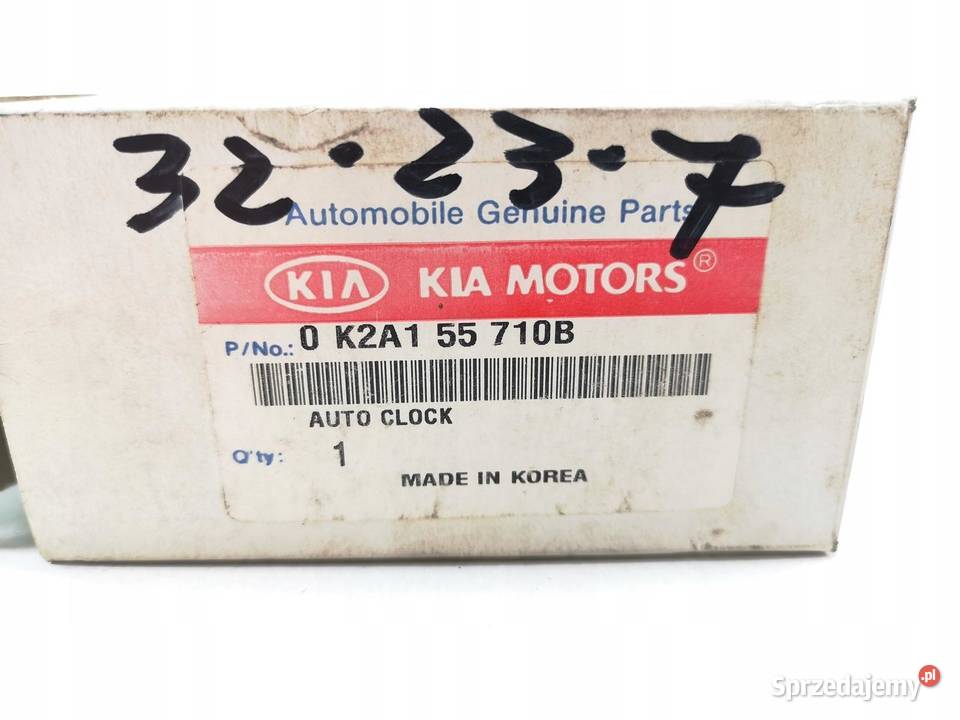 32.23.7
Automobile Genuine Parts
KIA KIA MOTORS®
P/No.: 0 K2A1 55 710B
AUTO CLOCK
Q'ty: 1
MADE IN KOREA
Sprzedajemy.pl